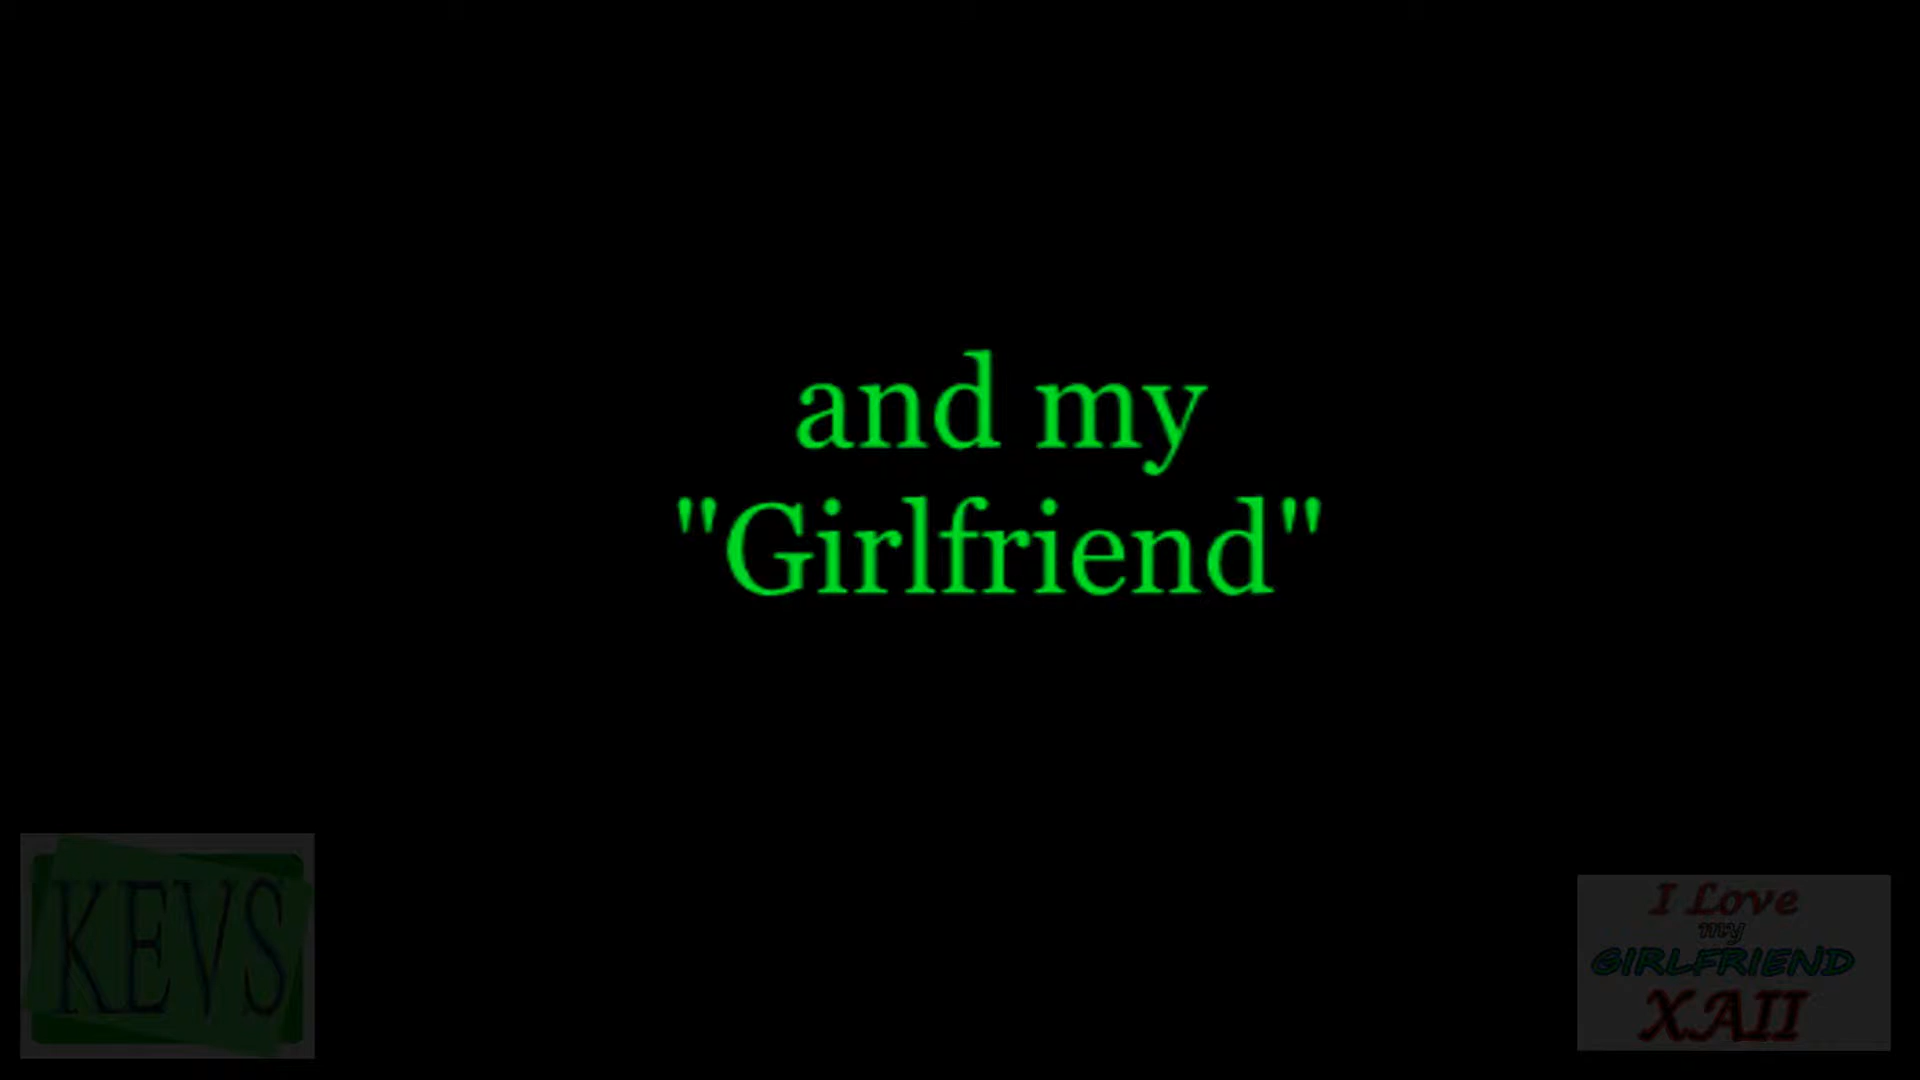 and my
"Girlfriend"
KEVS
I Love
my
GIRLFRIEND
XAII